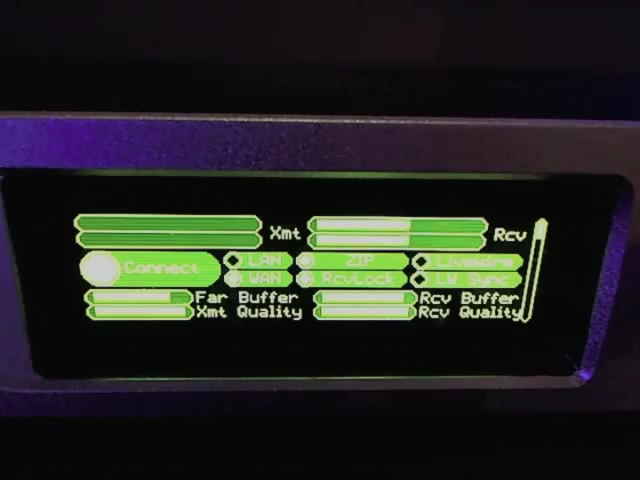 Xmt Rcv
Connect LAN ZIP Livewire
WAN RcvLock LW Sync
Far Buffer Rcv Buffer
Xmt Quality Rcv Quality